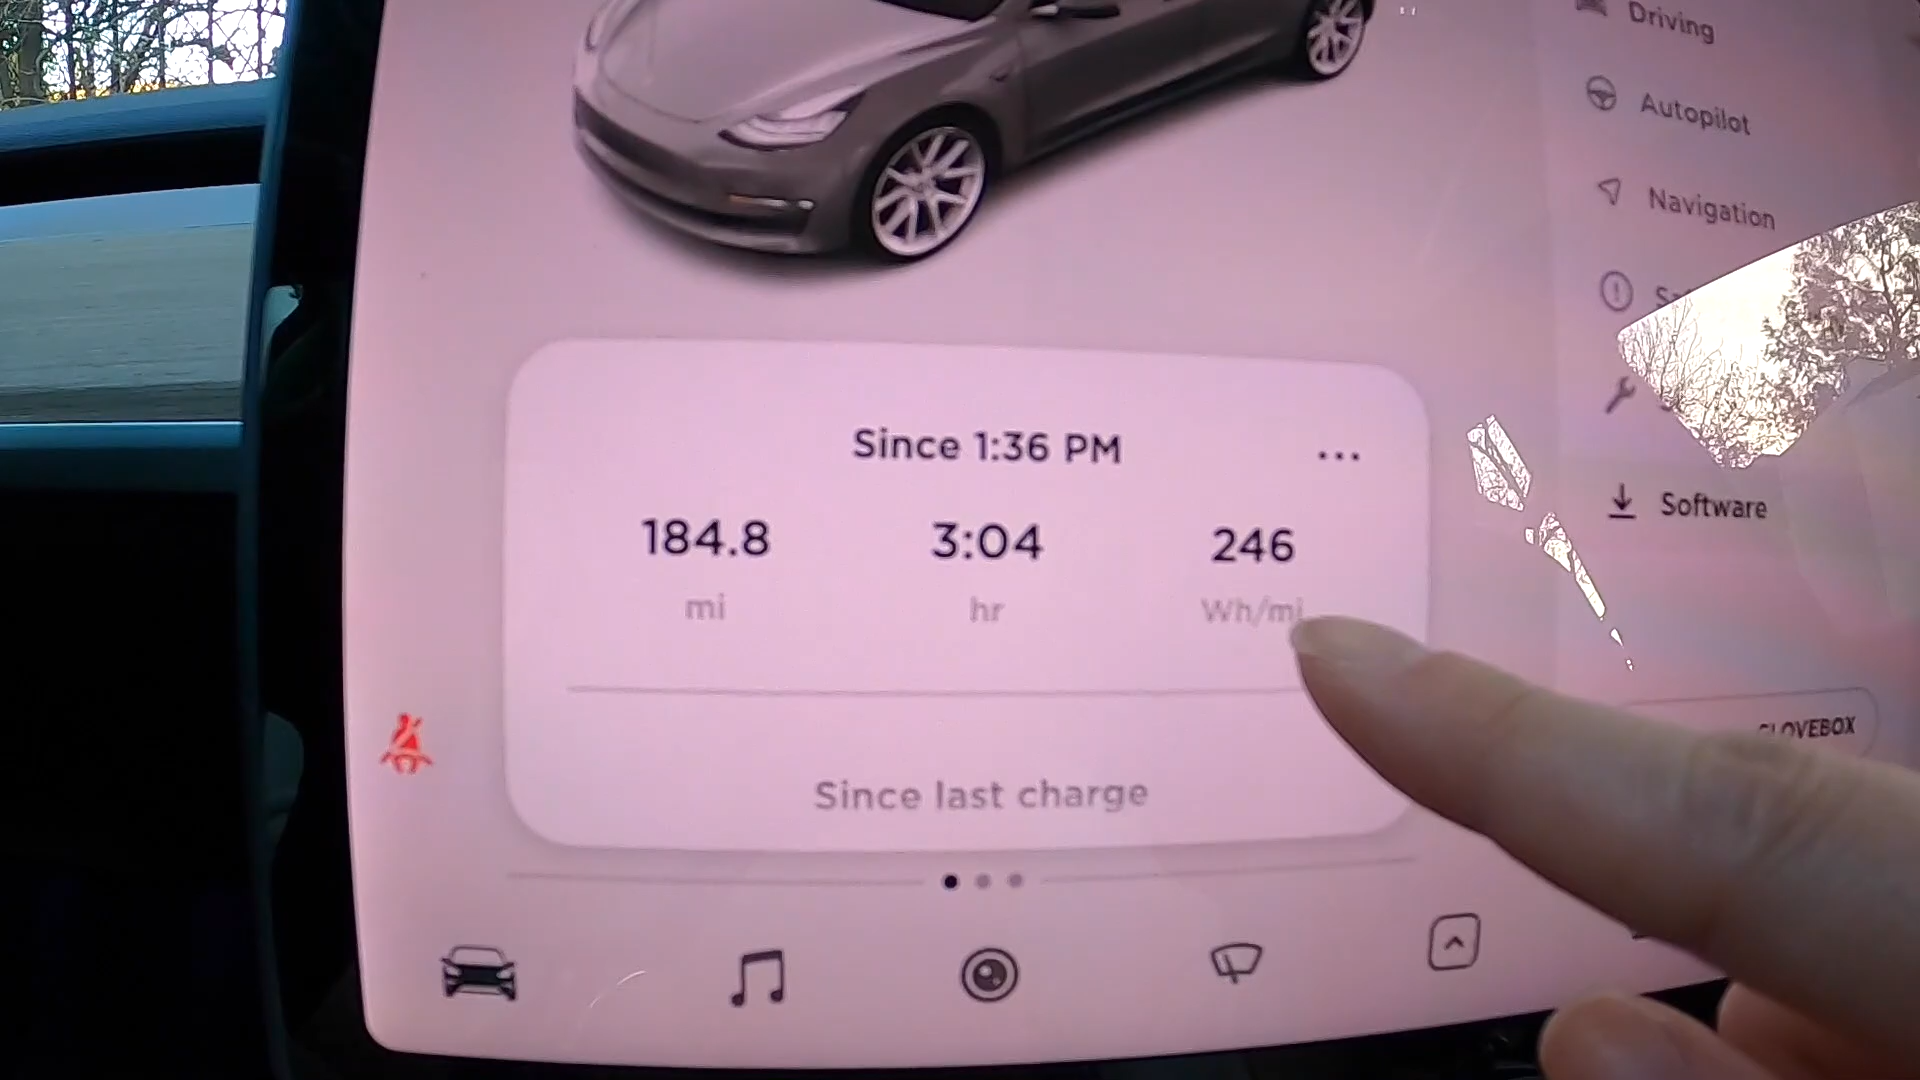 Driving
Autopilot
Navigation
Since 1:36 PM
...
184.8
3:04
246
mi
hr
Wh/mi
Software
Since last charge